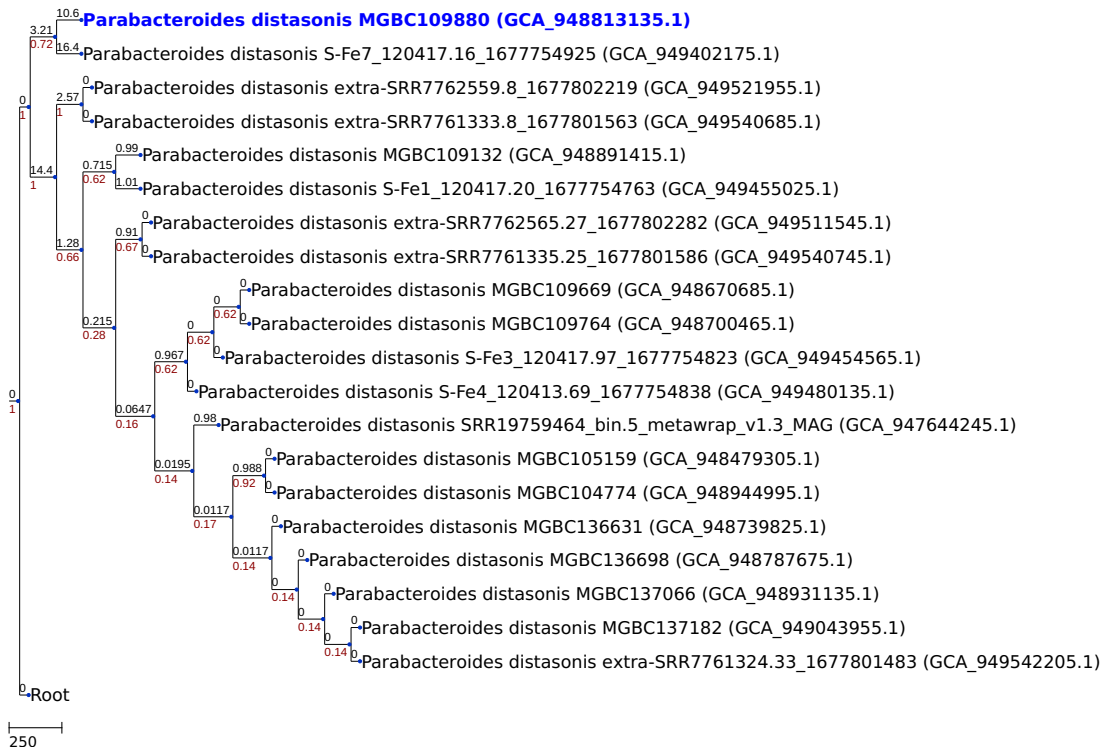 10.6 Parabacteroides distasonis MGBC109880 (GCA_948813135.1)
3.21
0.72
16.4 Parabacteroides distasonis S-Fe7_120417.16_1677754925 (GCA_949402175.1)
0 Parabacteroides distasonis extra-SRR7762559.8_1677802219 (GCA_949521955.1)
0 2.57
1 1
0 Parabacteroides distasonis extra-SRR7761333.8_1677801563 (GCA_949540685.1)
0.99 Parabacteroides distasonis MGBC109132 (GCA_948891415.1)
14.4 0.715
1 0.62
1.01 Parabacteroides distasonis S-Fe1_120417.20_1677754763 (GCA_949455025.1)
0 Parabacteroides distasonis extra-SRR7762565.27_1677802282 (GCA_949511545.1)
1.28 0.91
0.66 0.67
0 Parabacteroides distasonis extra-SRR7761335.25_1677801586 (GCA_949540745.1)
0 Parabacteroides distasonis MGBC109669 (GCA_948670685.1)
0
0.62
0.215 0 0 Parabacteroides distasonis MGBC109764 (GCA_948700465.1)
0.28 0.62
0.967 0 Parabacteroides distasonis S-Fe3_120417.97_1677754823 (GCA_949454565.1)
0.62
0 0 Parabacteroides distasonis S-Fe4_120413.69_1677754838 (GCA_949480135.1)
1 0.0647
0.16
0.98 Parabacteroides distasonis SRR19759464_bin.5_metawrap_v1.3_MAG (GCA_947644245.1)
0 Parabacteroides distasonis MGBC105159 (GCA_948479305.1)
0.0195 0.988
0.14 0.92
0 Parabacteroides distasonis MGBC104774 (GCA_948944995.1)
0.0117
0.17
0 Parabacteroides distasonis MGBC136631 (GCA_948739825.1)
0.0117 0 Parabacteroides distasonis MGBC136698 (GCA_948787675.1)
0.14
0 0 Parabacteroides distasonis MGBC137066 (GCA_948931135.1)
0.14
0 0 Parabacteroides distasonis MGBC137182 (GCA_949043955.1)
0.14
0
0.14
0 Parabacteroides distasonis extra-SRR7761324.33_1677801483 (GCA_949542205.1)
0 Root
250